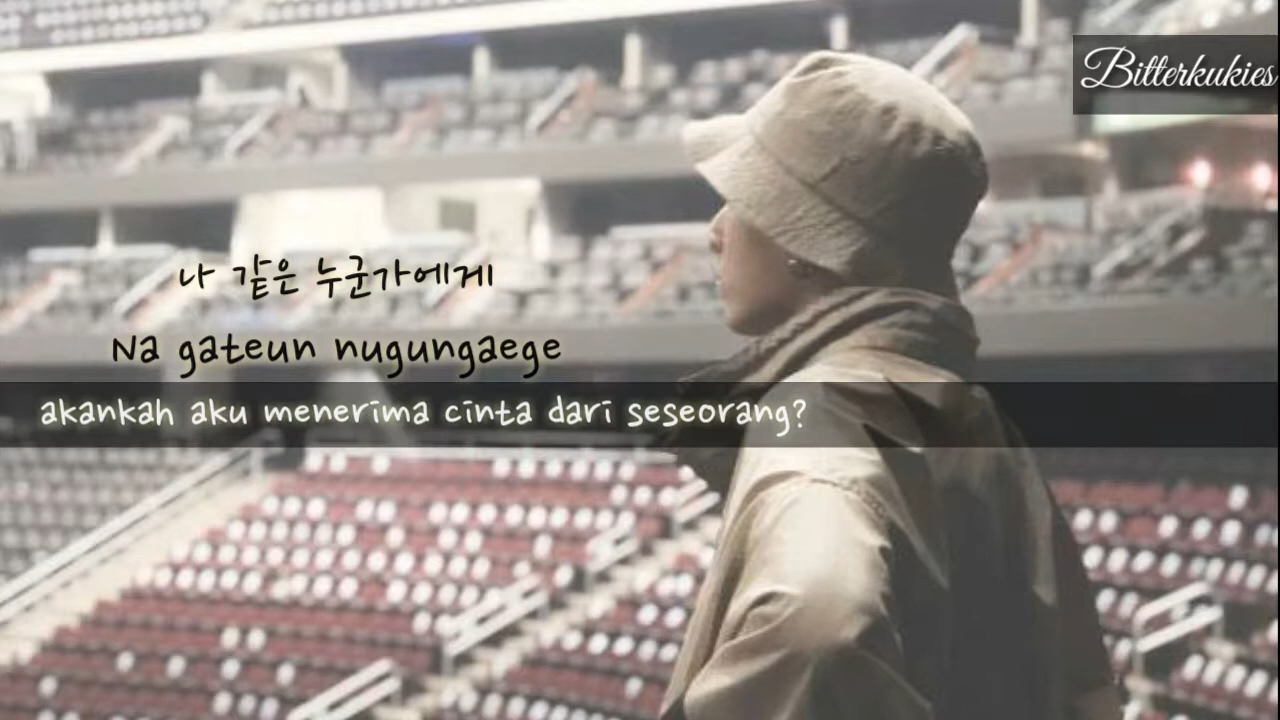 Bitterkukies
나 같은 누군가에게
Na gateun nugungaege
akankah aku menerima cinta dari seseorang?